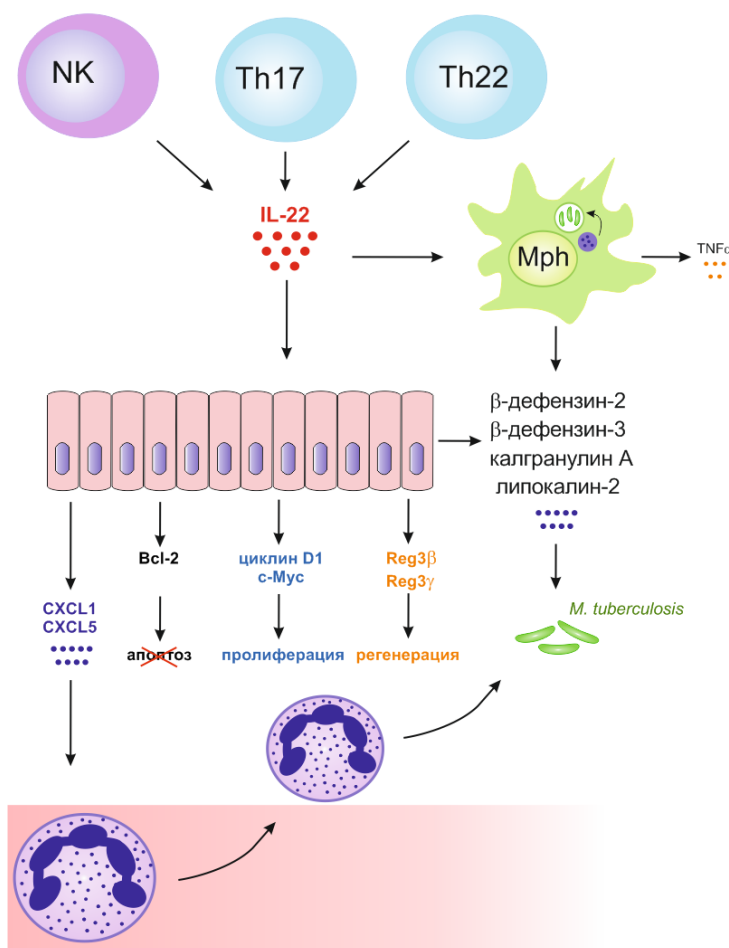 NK
Th17
Th22
IL-22
Mph
TNFα
β-дефензин-2
β-дефензин-3
калгранулин А
липокалин-2
Bcl-2
циклин D1
c-Myc
Reg3β
Reg3γ
CXCL1
CXCL5
M. tuberculosis
апоптоз
пролиферация
регенерация